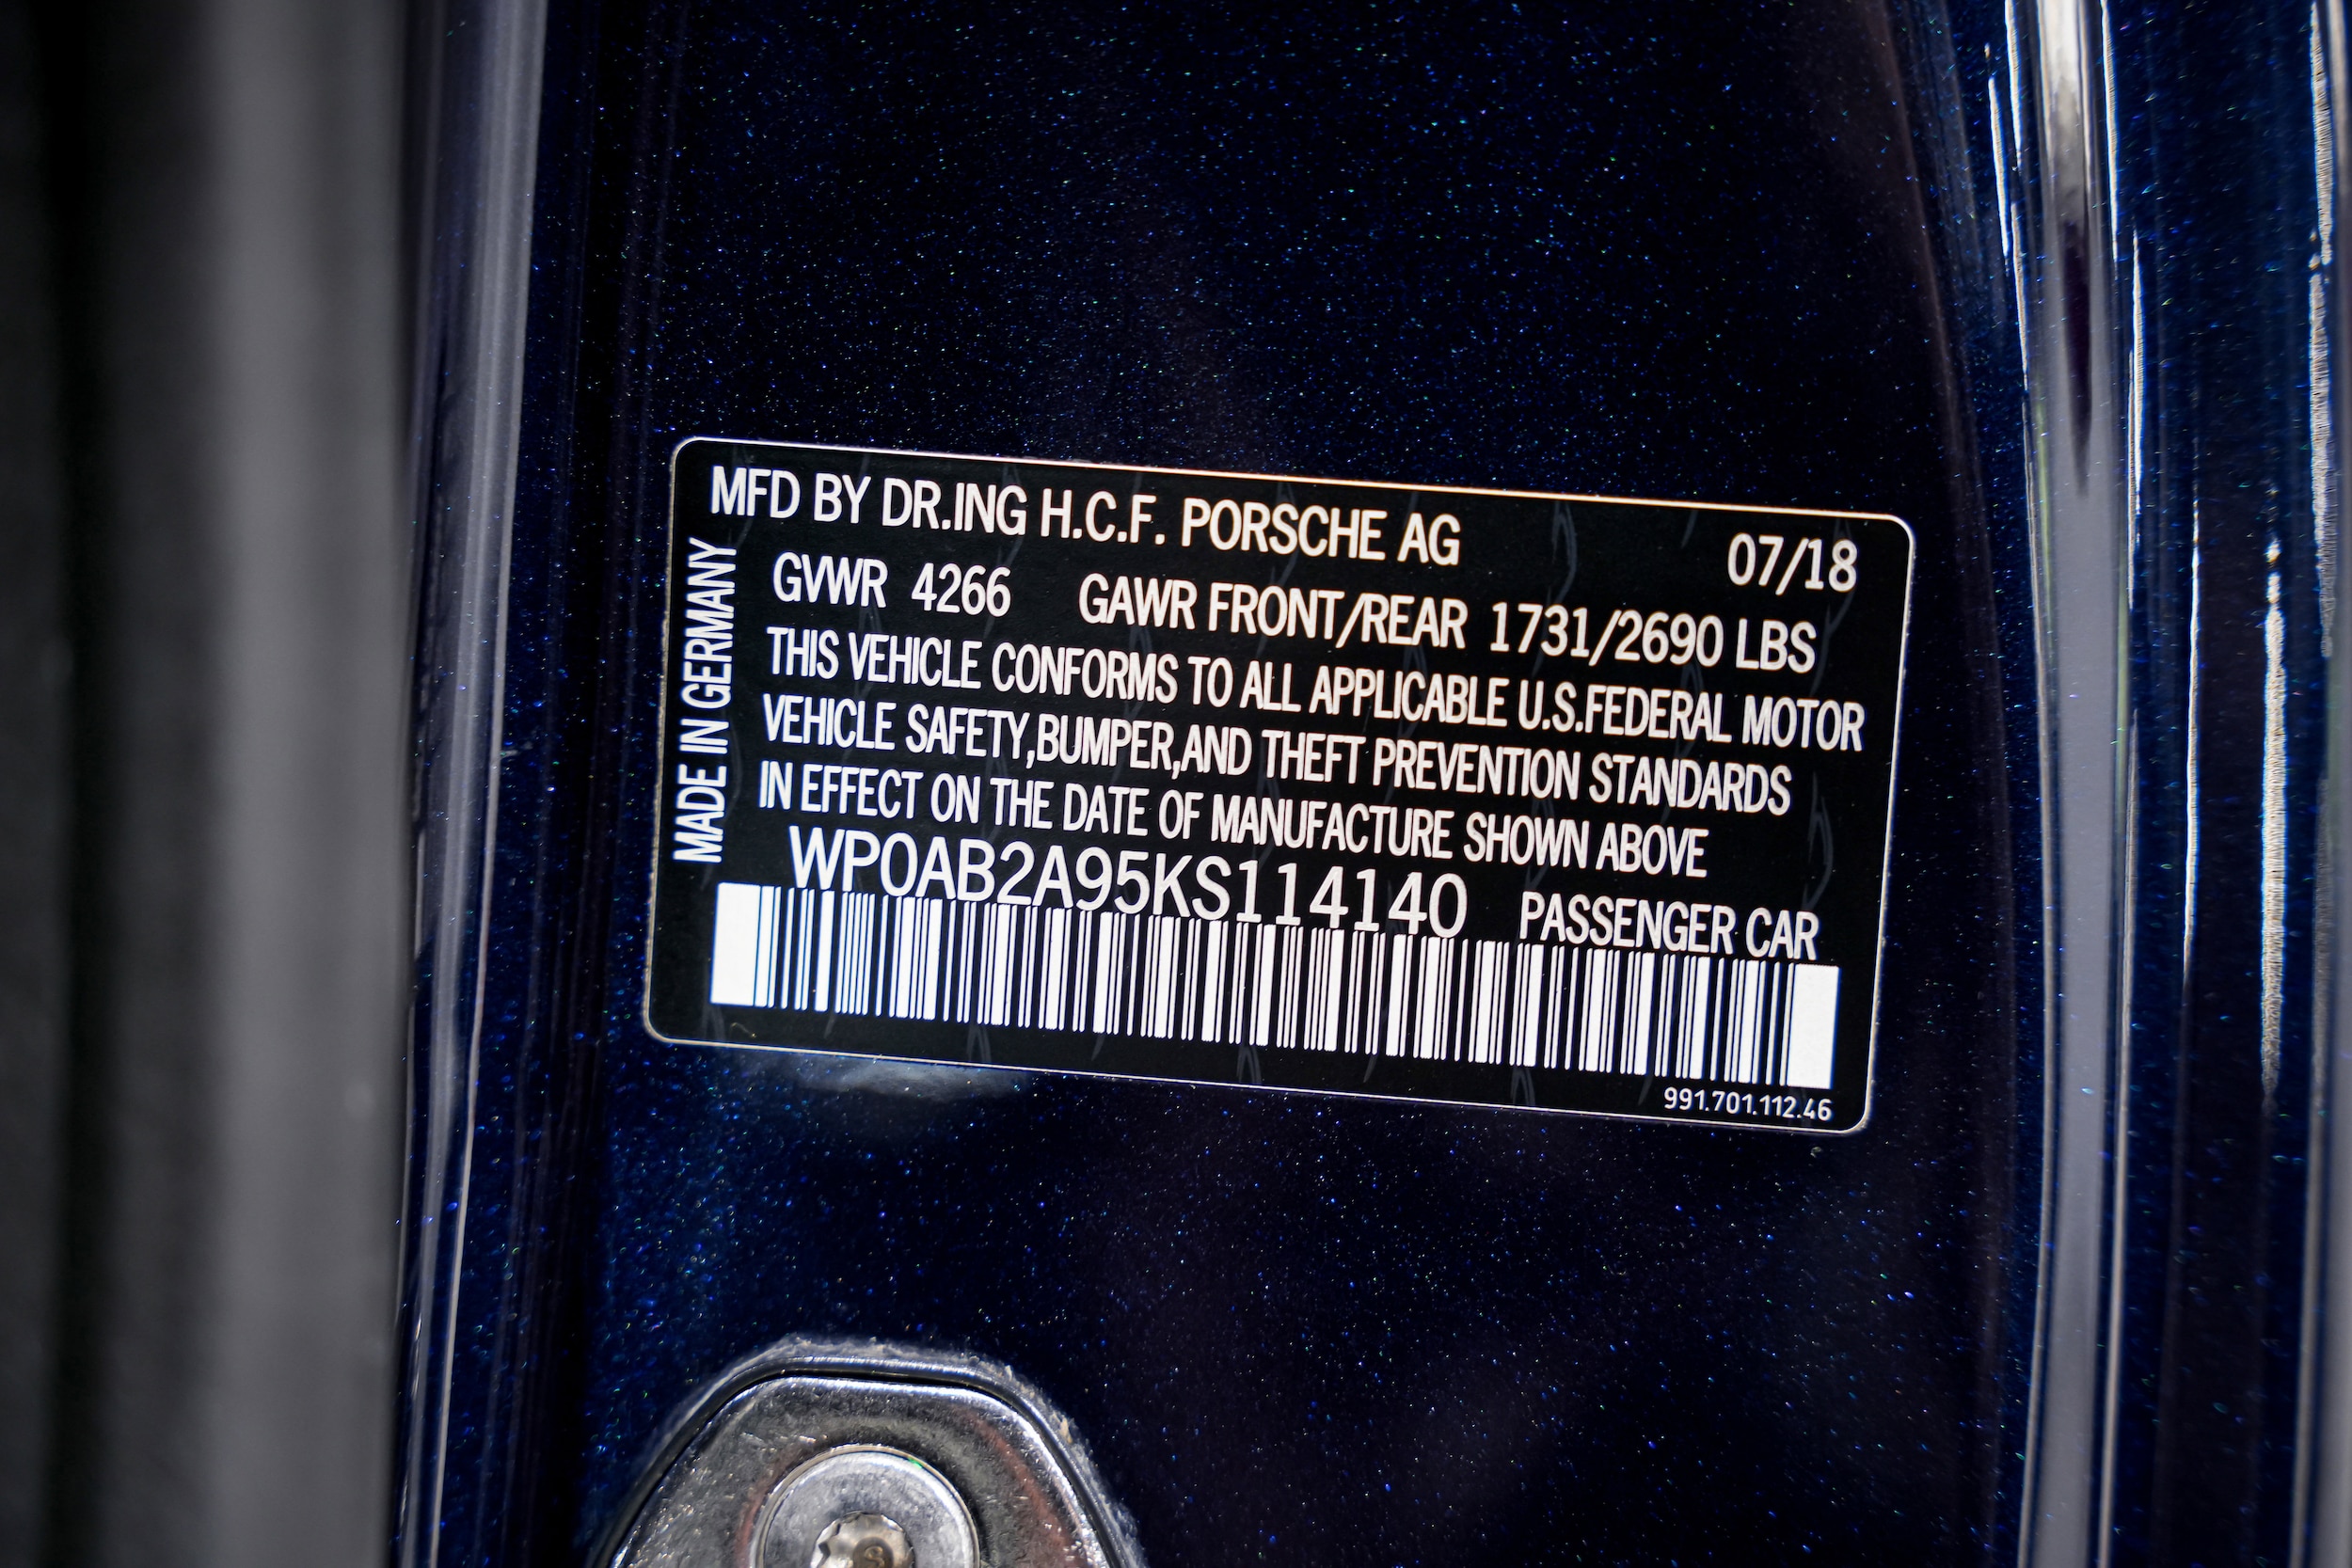 MFD BY DR.ING H.C.F. PORSCHE AG 07/18
GVWR 4266 GAWR FRONT/REAR 1731/2690 LBS
THIS VEHICLE CONFORMS TO ALL APPLICABLE U.S.FEDERAL MOTOR
VEHICLE SAFETY,BUMPER,AND THEFT PREVENTION STANDARDS
IN EFFECT ON THE DATE OF MANUFACTURE SHOWN ABOVE
WP0AB2A95KS114140 PASSENGER CAR
991.701.112.46
MADE IN GERMANY